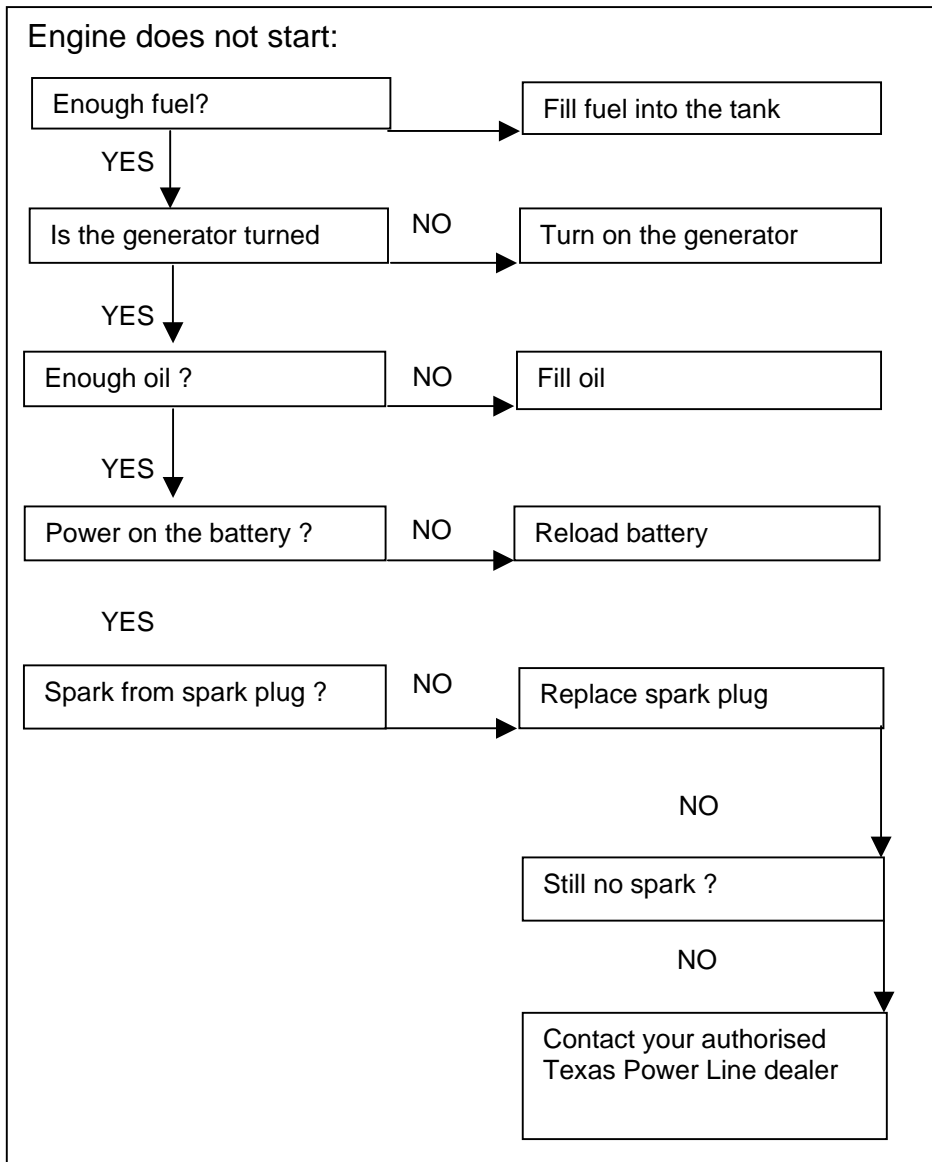 Engine does not start:
Enough fuel?
Fill fuel into the tank
YES
Is the generator turned
NO
Turn on the generator
YES
Enough oil ?
NO
Fill oil
YES
Power on the battery ?
NO
Reload battery
YES
Spark from spark plug ?
NO
Replace spark plug
NO
Still no spark ?
NO
Contact your authorised
Texas Power Line dealer